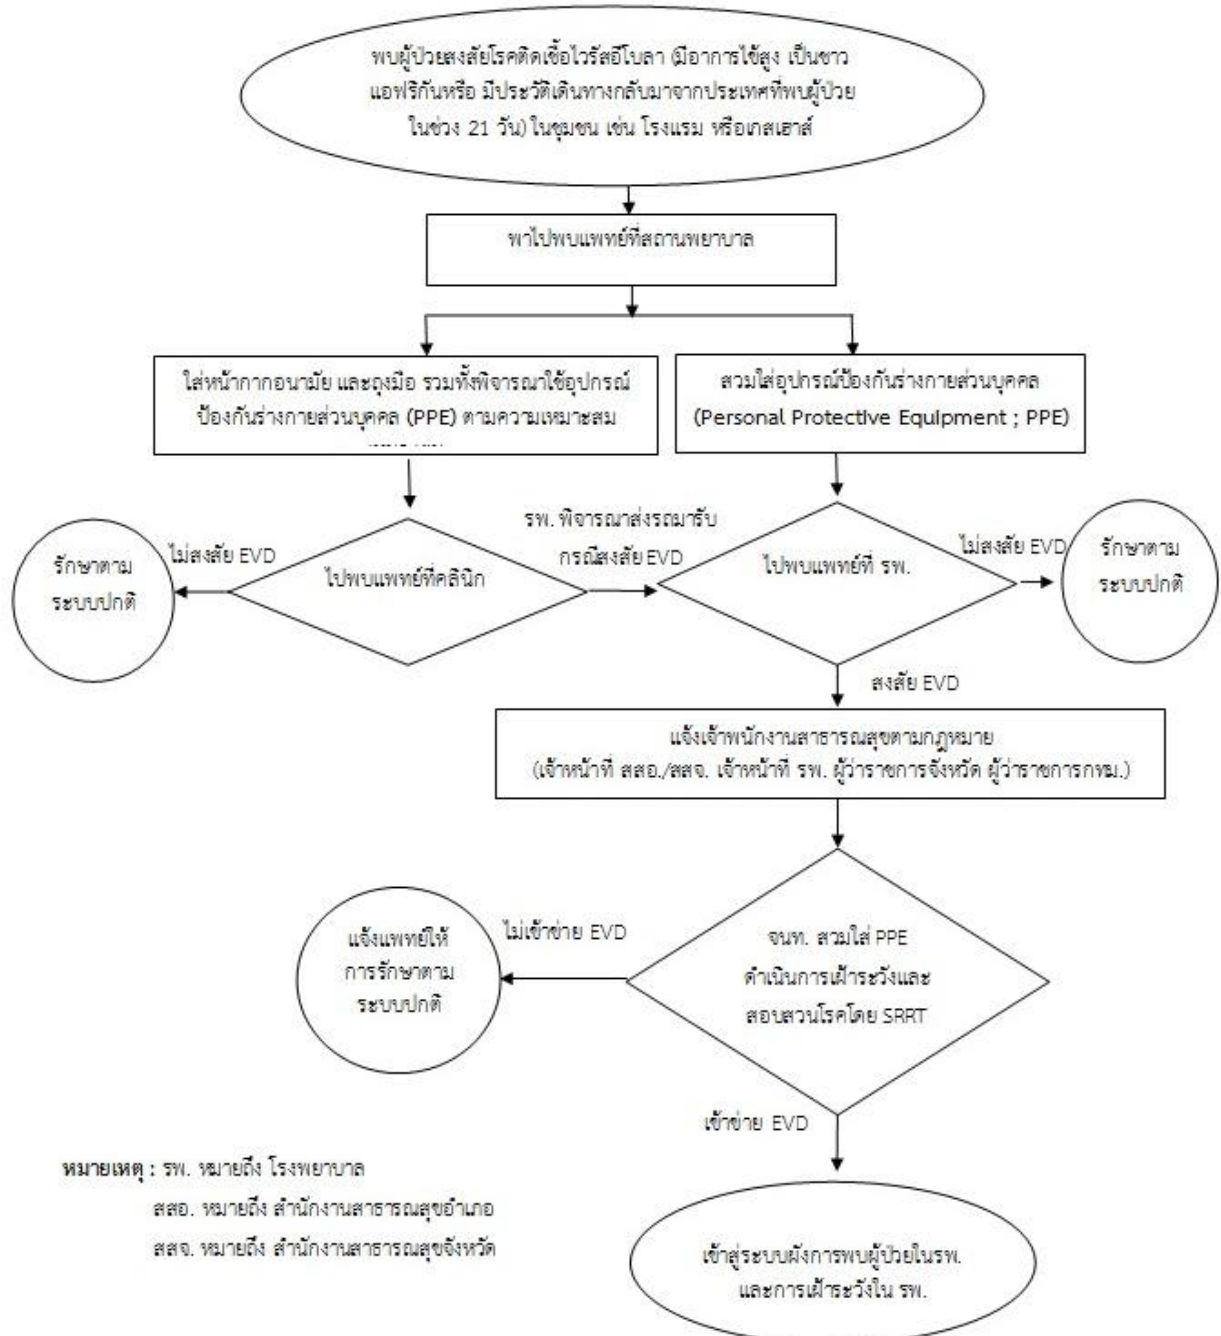 พบผู้ป่วยสงสัยโรคติดเชื้อไวรัสอีโบลา (มีอาการไข้สูง เป็นชาว
แอฟริกันหรือ มีประวัติเดินทางกลับมาจากประเทศที่พบผู้ป่วย
ในช่วง 21 วัน) ในชุมชน เช่น โรงแรม หรือเกสเฮาส์
พาไปพบแพทย์ที่สถานพยาบาล
ใส่หน้ากากอนามัย และถุงมือ รวมทั้งพิจารณาใช้อุปกรณ์
ป้องกันร่างกายส่วนบุคคล (PPE) ตามความเหมาะสม
สวมใส่อุปกรณ์ป้องกันร่างกายส่วนบุคคล
(Personal Protective Equipment ; PPE)
รักษาตาม
ระบบปกติ
ไม่สงสัย EVD
ไปพบแพทย์ที่คลินิก
รพ. พิจารณาส่งรถมารับ
กรณีสงสัย EVD
ไปพบแพทย์ที่ รพ.
ไม่สงสัย EVD
รักษาตาม
ระบบปกติ
สงสัย EVD
แจ้งเจ้าพนักงานสาธารณสุขตามกฎหมาย
(เจ้าหน้าที่ สสอ./สสจ. เจ้าหน้าที่ รพ. ผู้ว่าราชการจังหวัด ผู้ว่าราชการกทม.)
แจ้งแพทย์ให้
การรักษาตาม
ระบบปกติ
ไม่เข้าข่าย EVD
จนท. สวมใส่ PPE
ดำเนินการเฝ้าระวังและ
สอบสวนโรคโดย SRRT
เข้าข่าย EVD
หมายเหตุ : รพ. หมายถึง โรงพยาบาล
สสอ. หมายถึง สำนักงานสาธารณสุขอำเภอ
สสจ. หมายถึง สำนักงานสาธารณสุขจังหวัด
เข้าสู่ระบบผังการพบผู้ป่วยในรพ.
และการเฝ้าระวังใน รพ.